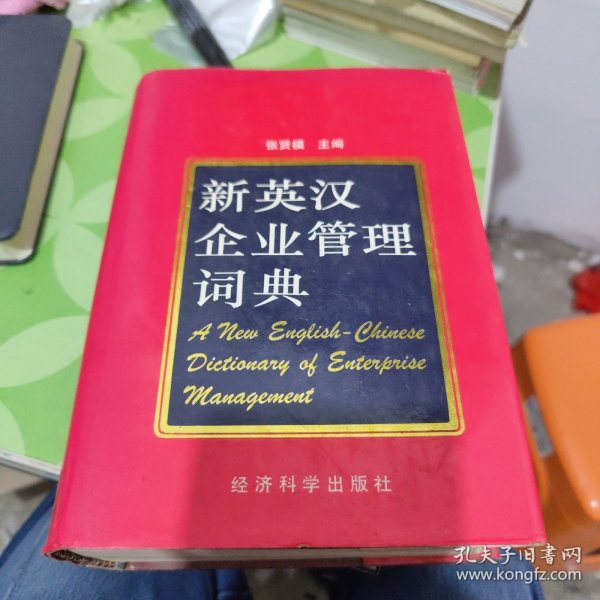 张贤模 主编
新英汉
企业管理
词典
A New English-Chinese
Dictionary of Enterprise
Management
经济科学出版社
孔夫子旧书网
www.kongfz.com